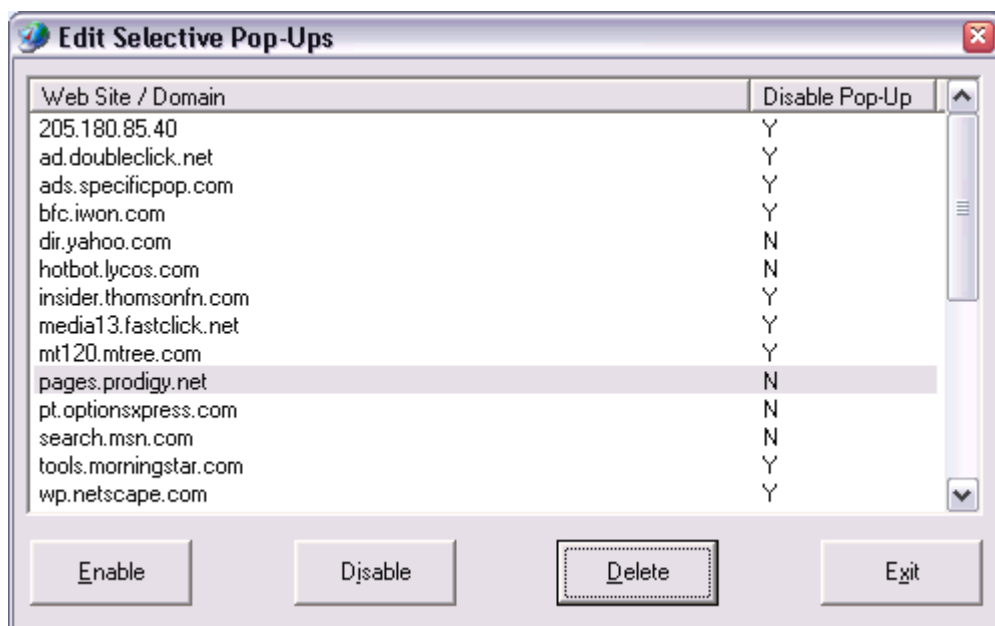 Edit Selective Pop-Ups
Web Site / Domain Disable Pop-Up
205.180.85.40 Y
ad.doubleclick.net Y
ads.specificpop.com Y
bfc.iwon.com Y
dir.yahoo.com N
hotbot.lycos.com N
insider.thomsonfn.com Y
media13.fastclick.net Y
mt120.mtree.com Y
pages.prodigy.net N
pt.optionsxpress.com N
search.msn.com N
tools.morningstar.com Y
wp.netscape.com Y
Enable Disable Delete Exit